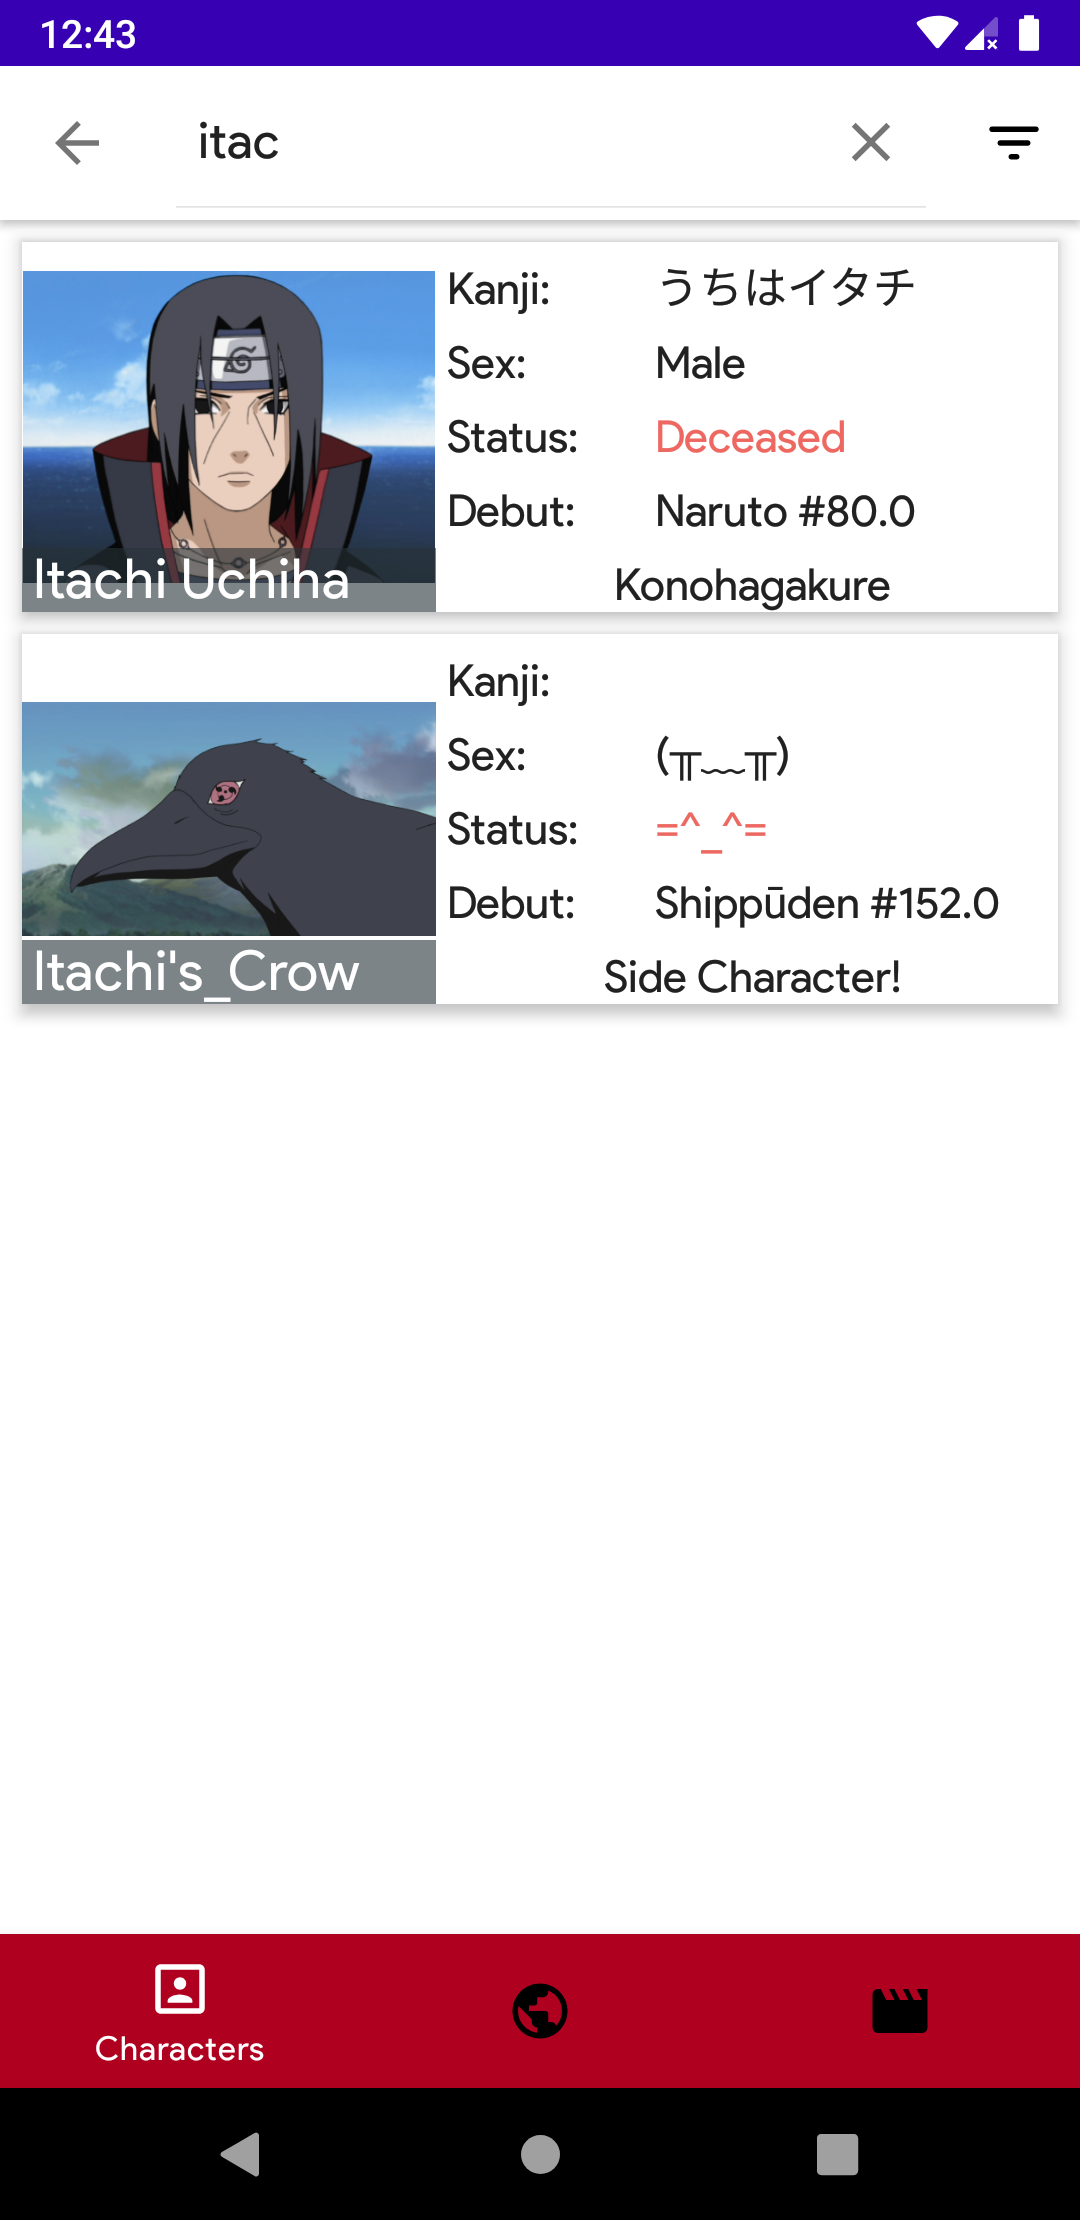 12:43
itac
Kanji: うちはイタチ
Sex: Male
Status: Deceased
Debut: Naruto #80.0
Itachi Uchiha
Konohagakure
Kanji:
Sex: (╥﹏╥)
Status: =^_^=
Debut: Shippūden #152.0
Itachi's_Crow
Side Character!
Characters